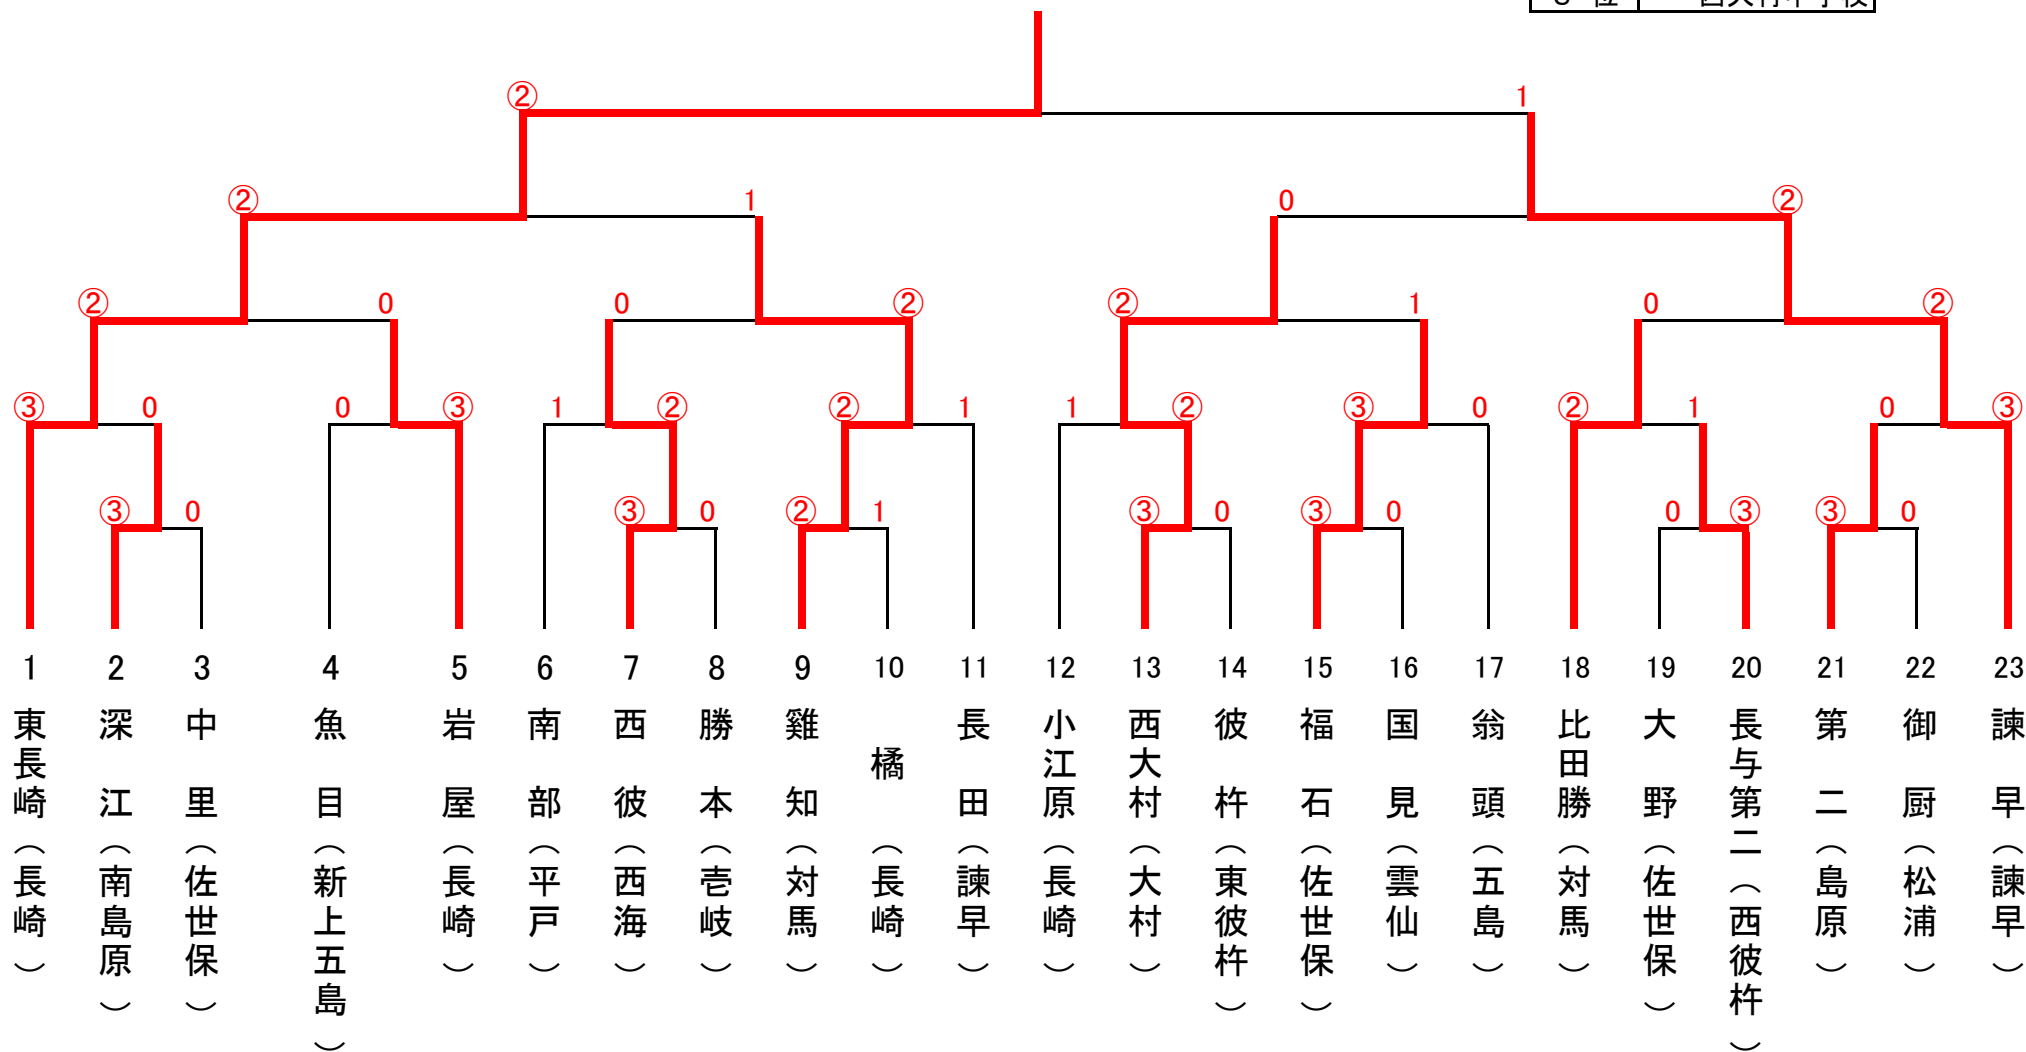 ② 1
② 1 0 ②
② 0 0 ② ② 1 0 ②
③ 0 0 ③ 1 ② ② 1 1 ② ③ 0 ② 1 0 ③
③ 0 ③ 0 ② 1 ③ 0 ③ 0 0 ③ ③ 0
1 2 3 4 5 6 7 8 9 10 11 12 13 14 15 16 17 18 19 20 21 22 23
東長崎(長崎)
深江(南島原)
中里(佐世保)
魚目(新上五島)
岩屋(長崎)
南部(平戸)
西彼(西海)
勝本(壱岐)
雞知(対馬)
橘(長崎)
長田(諫早)
小江原(長崎)
西大村(大村)
彼杵(東彼杵)
福石(佐世保)
国見(雲仙)
翁頭(五島)
比田勝(対馬)
大野(佐世保)
長与第二(西彼杵)
第二(島原)
御厨(松浦)
諫早(諫早)